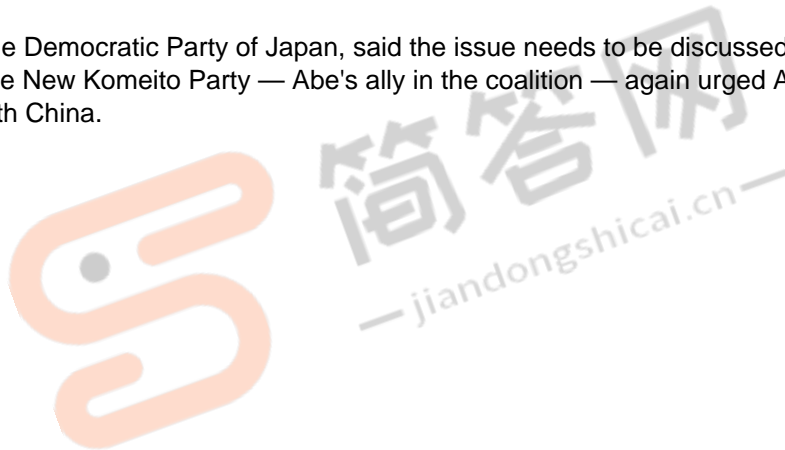 e Democratic Party of Japan, said the issue needs to be discussed
e New Komeito Party — Abe's ally in the coalition — again urged A
th China.
简答网
— jiandongshicai.cn —